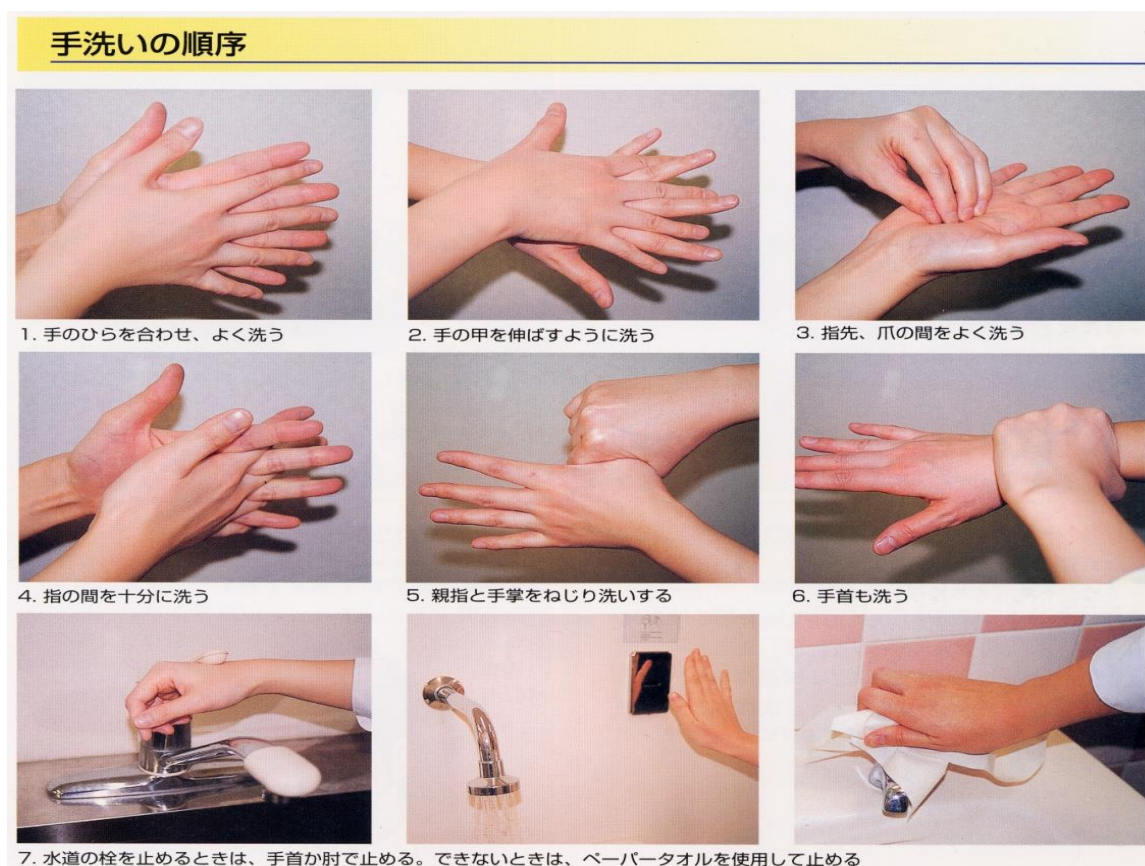 手洗いの順序
1. 手のひらを合わせ、よく洗う
2. 手の甲を伸ばすように洗う
3. 指先、爪の間をよく洗う
4. 指の間を十分に洗う
5. 親指と手掌をねじり洗いする
6. 手首も洗う
7. 水道の栓を止めるときは、手首か肘で止める。できないときは、ペーパータオルを使用して止める